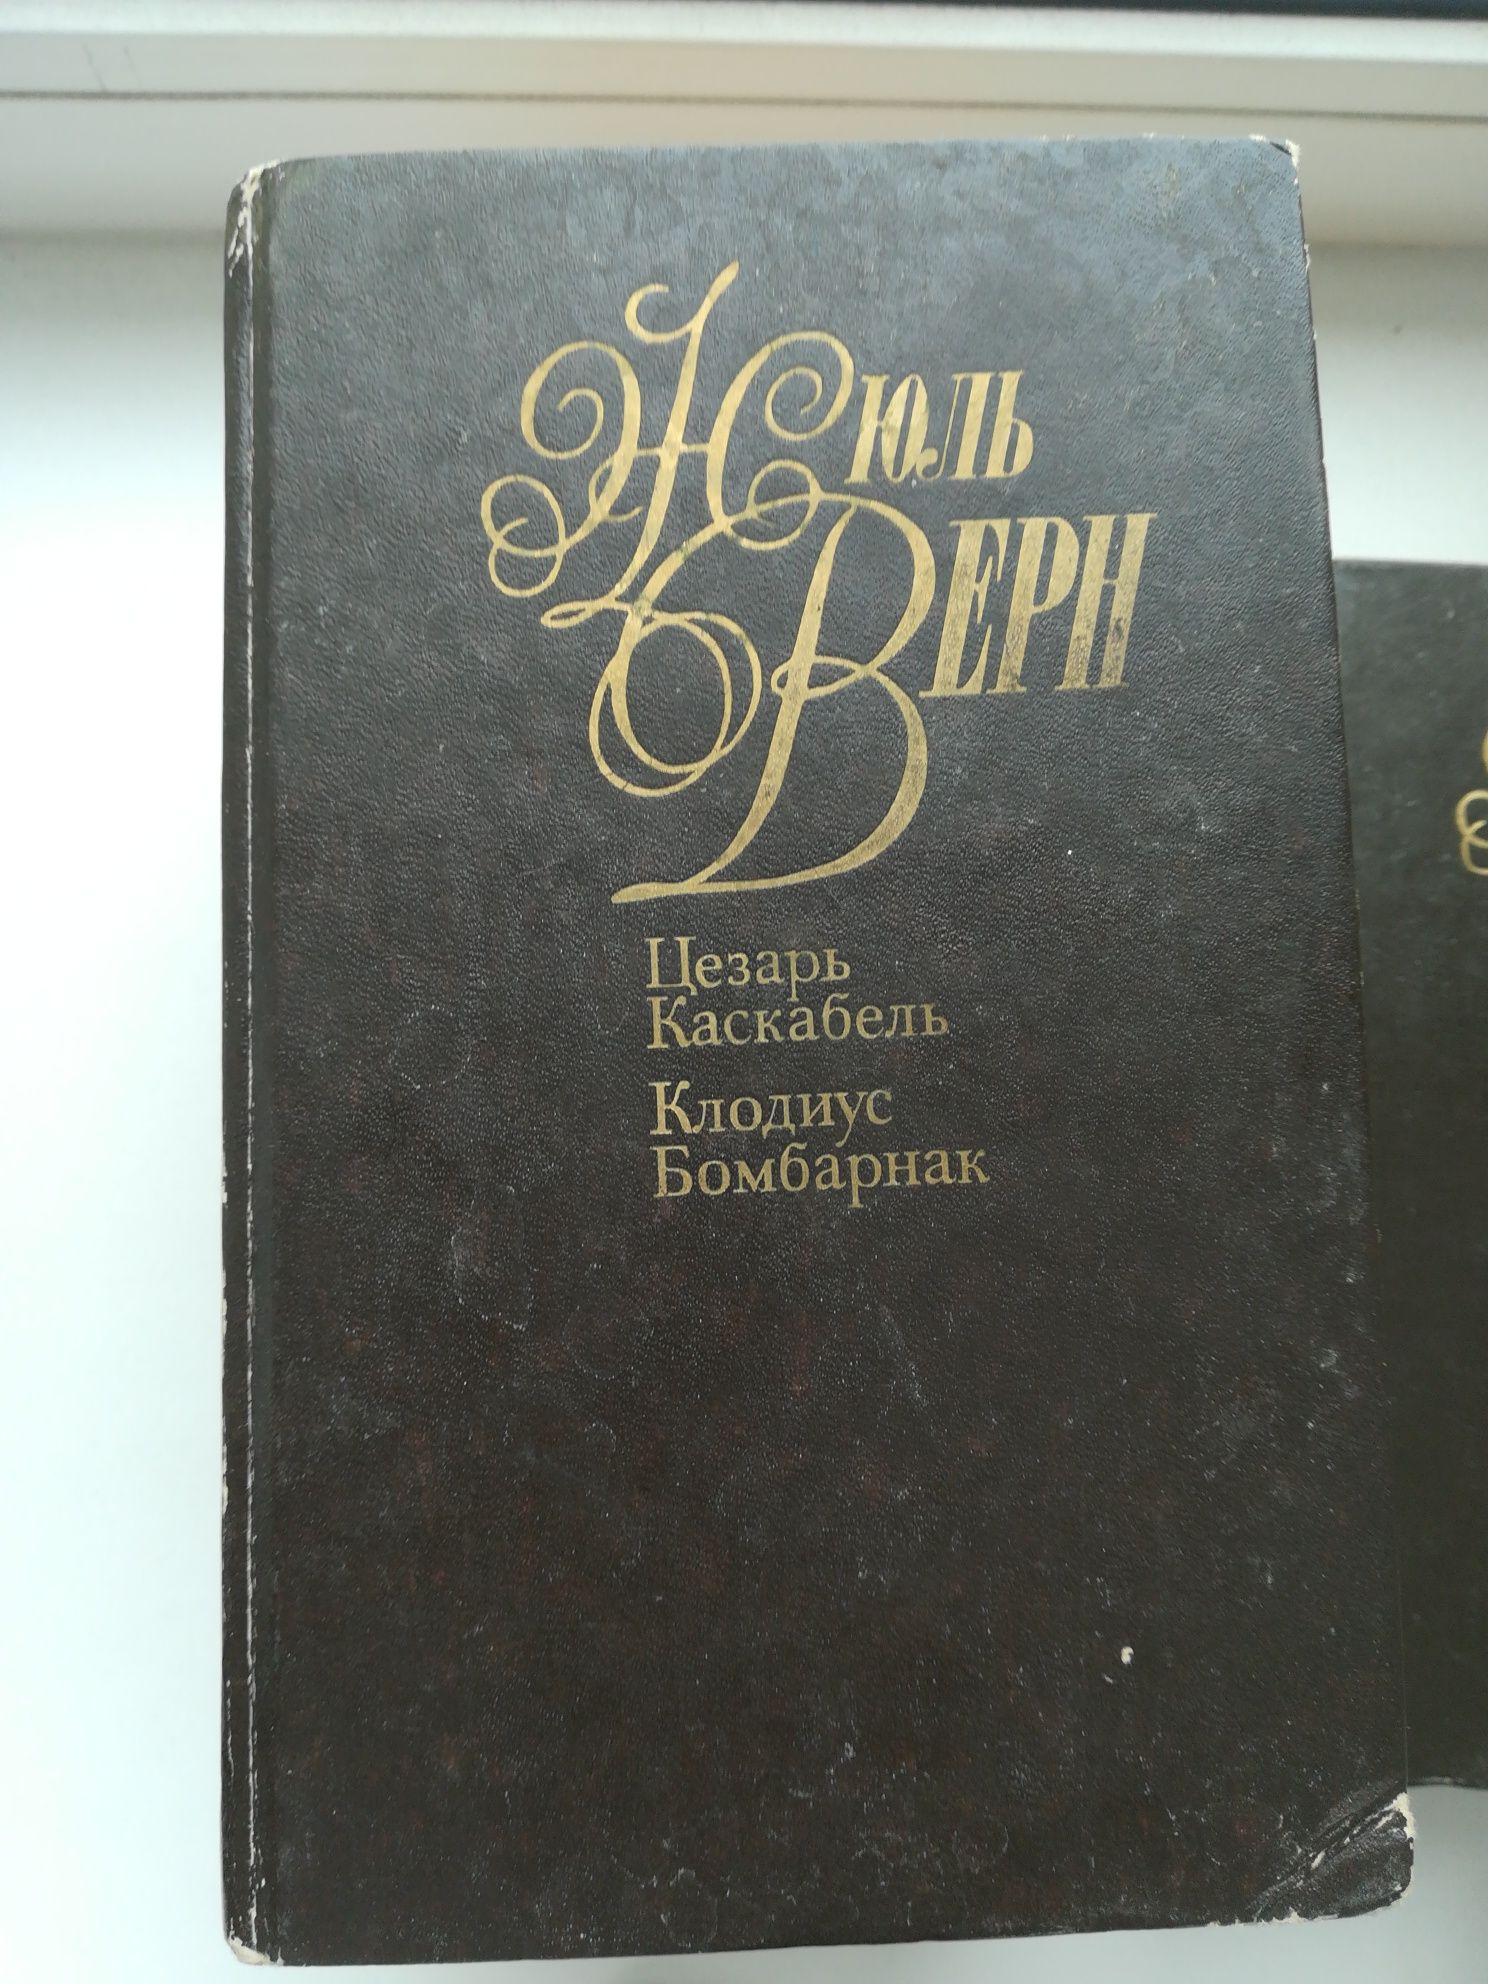 Жюль
Верн
Цезарь
Каскабель
Клодиус
Бомбарнак